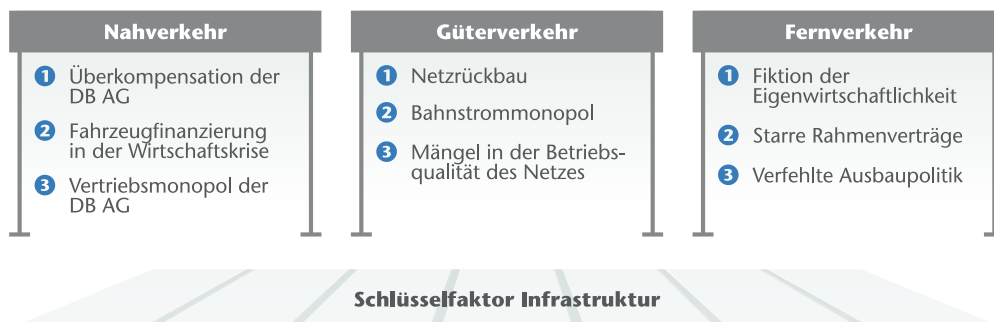 Nahverkehr
1 Überkompensation der
DB AG
2 Fahrzeugfinanzierung
in der Wirtschaftskrise
3 Vertriebsmonopol der
DB AG
Güterverkehr
1 Netzrückbau
2 Bahnstrommonopol
3 Mängel in der Betriebs-
qualität des Netzes
Fernverkehr
1 Fiktion der
Eigenwirtschaftlichkeit
2 Starre Rahmenverträge
3 Verfehlte Ausbaupolitik
Schlüsselfaktor Infrastruktur